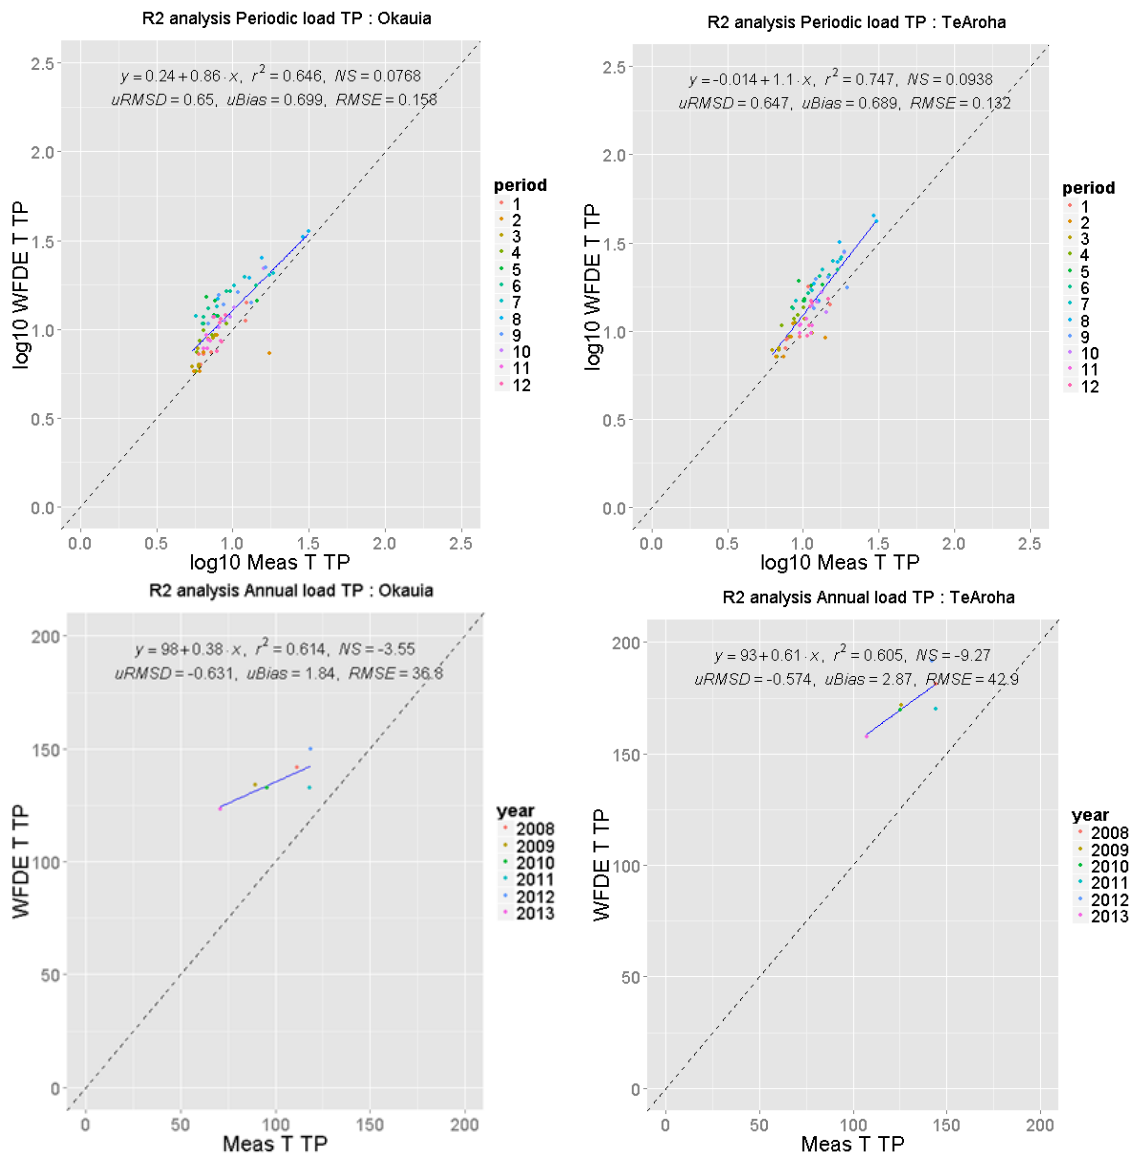 R2 analysis Periodic load TP : Okauia
y = 0.24 + 0.86 · x, r² = 0.646, NS = 0.0768
uRMSD = 0.65, uBias = 0.699, RMSE = 0.158
2.5
2.0
1.5
1.0
0.5
0.0
log10 WFDE T TP
0.0 0.5 1.0 1.5 2.0 2.5
log10 Meas T TP
period
1
2
3
4
5
6
7
8
9
10
11
12
R2 analysis Periodic load TP : TeAroha
y = -0.014 + 1.1 · x, r² = 0.747, NS = 0.0938
uRMSD = 0.647, uBias = 0.689, RMSE = 0.132
2.5
2.0
1.5
1.0
0.5
0.0
log10 WFDE T TP
0.0 0.5 1.0 1.5 2.0 2.5
log10 Meas T TP
period
1
2
3
4
5
6
7
8
9
10
11
12
R2 analysis Annual load TP : Okauia
y = 98 + 0.38 · x, r² = 0.614, NS = -3.55
uRMSD = -0.631, uBias = 1.84, RMSE = 36.8
200
150
100
50
0
WFDE T TP
0 50 100 150 200
Meas T TP
year
2008
2009
2010
2011
2012
2013
R2 analysis Annual load TP : TeAroha
y = 93 + 0.61 · x, r² = 0.605, NS = -9.27
uRMSD = -0.574, uBias = 2.87, RMSE = 42.9
200
150
100
50
0
WFDE T TP
0 50 100 150 200
Meas T TP
year
2008
2009
2010
2011
2012
2013